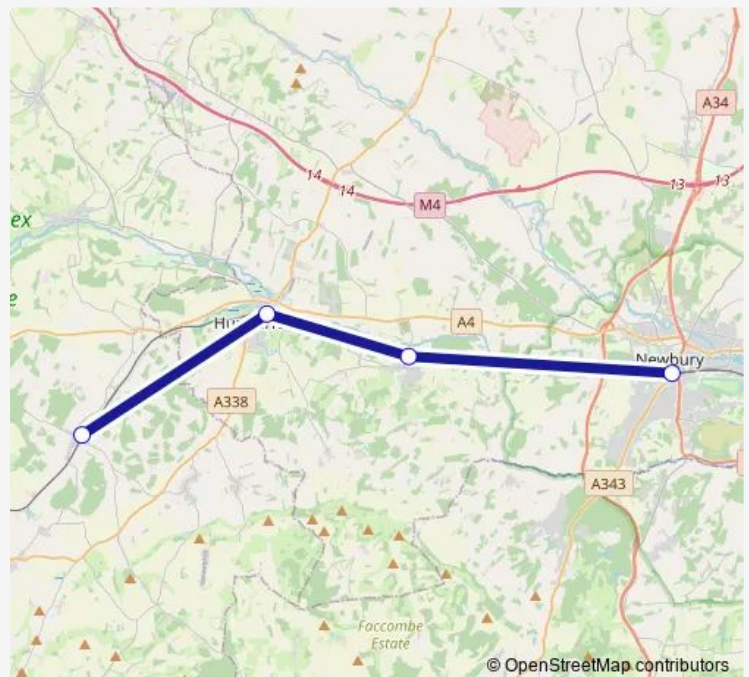 A34
14
14
13
13
M4
ex
e
A4
Newbury
A338
A343
Faccombe
Estate
© OpenStreetMap contributors